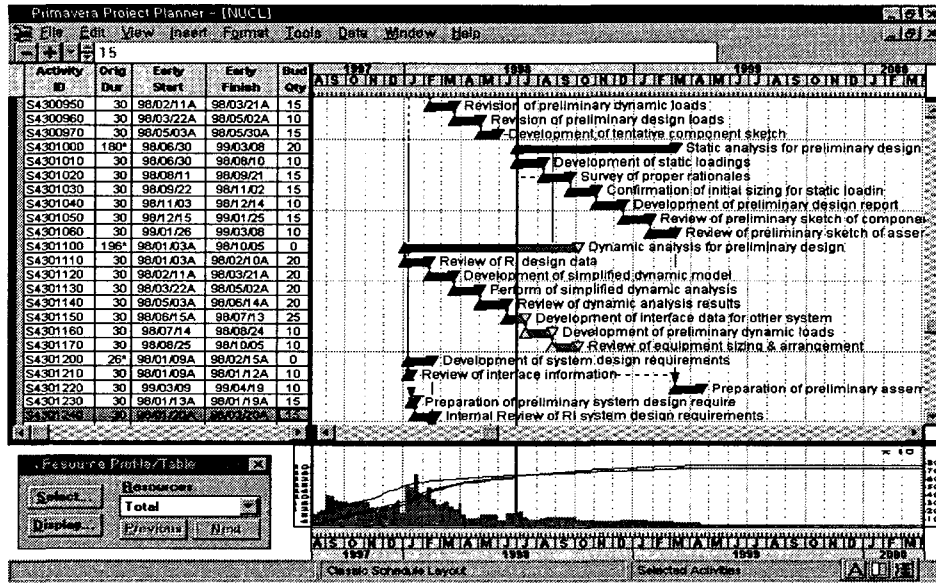 Primavera Project Planner - [NUCL]
File Edit View Insert Format Tools Data Window Help
15
Activity ID Orig Dur Early Start Early Finish Bud Qty
1997 1998 1999 2000
A S O N D J F M A M J J A S O N D J F M A M J J A S O N D J F M
S4300950 30 98/02/11A 98/03/21A 15 Revision of preliminary dynamic loads
S4300960 30 98/03/22A 98/05/02A 10 Revision of preliminary design loads
S4300970 30 98/05/03A 98/05/30A 15 Development of tentative component sketch
S4301000 180* 98/06/30 99/03/08 20 Static analysis for preliminary design
S4301010 30 98/06/30 98/08/10 10 Development of static loadings
S4301020 30 98/08/11 98/09/21 15 Survey of proper rationales
S4301030 30 98/09/22 98/11/02 15 Confirmation of initial sizing for static loadin
S4301040 30 98/11/03 98/12/14 10 Development of preliminary design report
S4301050 30 98/12/15 99/01/25 15 Review of preliminary sketch of compone
S4301060 30 99/01/26 99/03/08 10 Review of preliminary sketch of asser
S4301100 196* 98/01/03A 98/10/05 0 Dynamic analysis for preliminary design
S4301110 30 98/01/03A 98/02/10A 20 Review of RI design data
S4301120 30 98/02/11A 98/03/21A 20 Development of simplified dynamic model
S4301130 30 98/03/22A 98/05/02A 20 Perform of simplified dynamic analysis
S4301140 30 98/05/03A 98/06/14A 20 Review of dynamic analysis results
S4301150 30 98/06/15A 98/07/13 25 Development of interface data for other system
S4301160 30 98/07/14 98/08/24 10 Development of preliminary dynamic loads
S4301170 30 98/08/25 98/10/05 10 Review of equipment sizing & arrangement
S4301200 26* 98/01/09A 98/02/15A 0 Development of system design requirements
S4301210 30 98/01/09A 98/01/12A 10 Review of interface information
S4301220 30 99/03/09 99/04/19 10 Preparation of preliminary assem
S4301230 30 98/01/13A 98/01/19A 15 Preparation of preliminary system design require
S4301240 30 Internal Review of RI system design requirements
Resource Profile/Table
Select...
Display...
Resources
Total
Previous Next
A S O N D J F M A M J J A S O N D J F M A M J J A S O N D J F M
1997 1998 1999 2000
Classic Schedule Layout Selected Activities